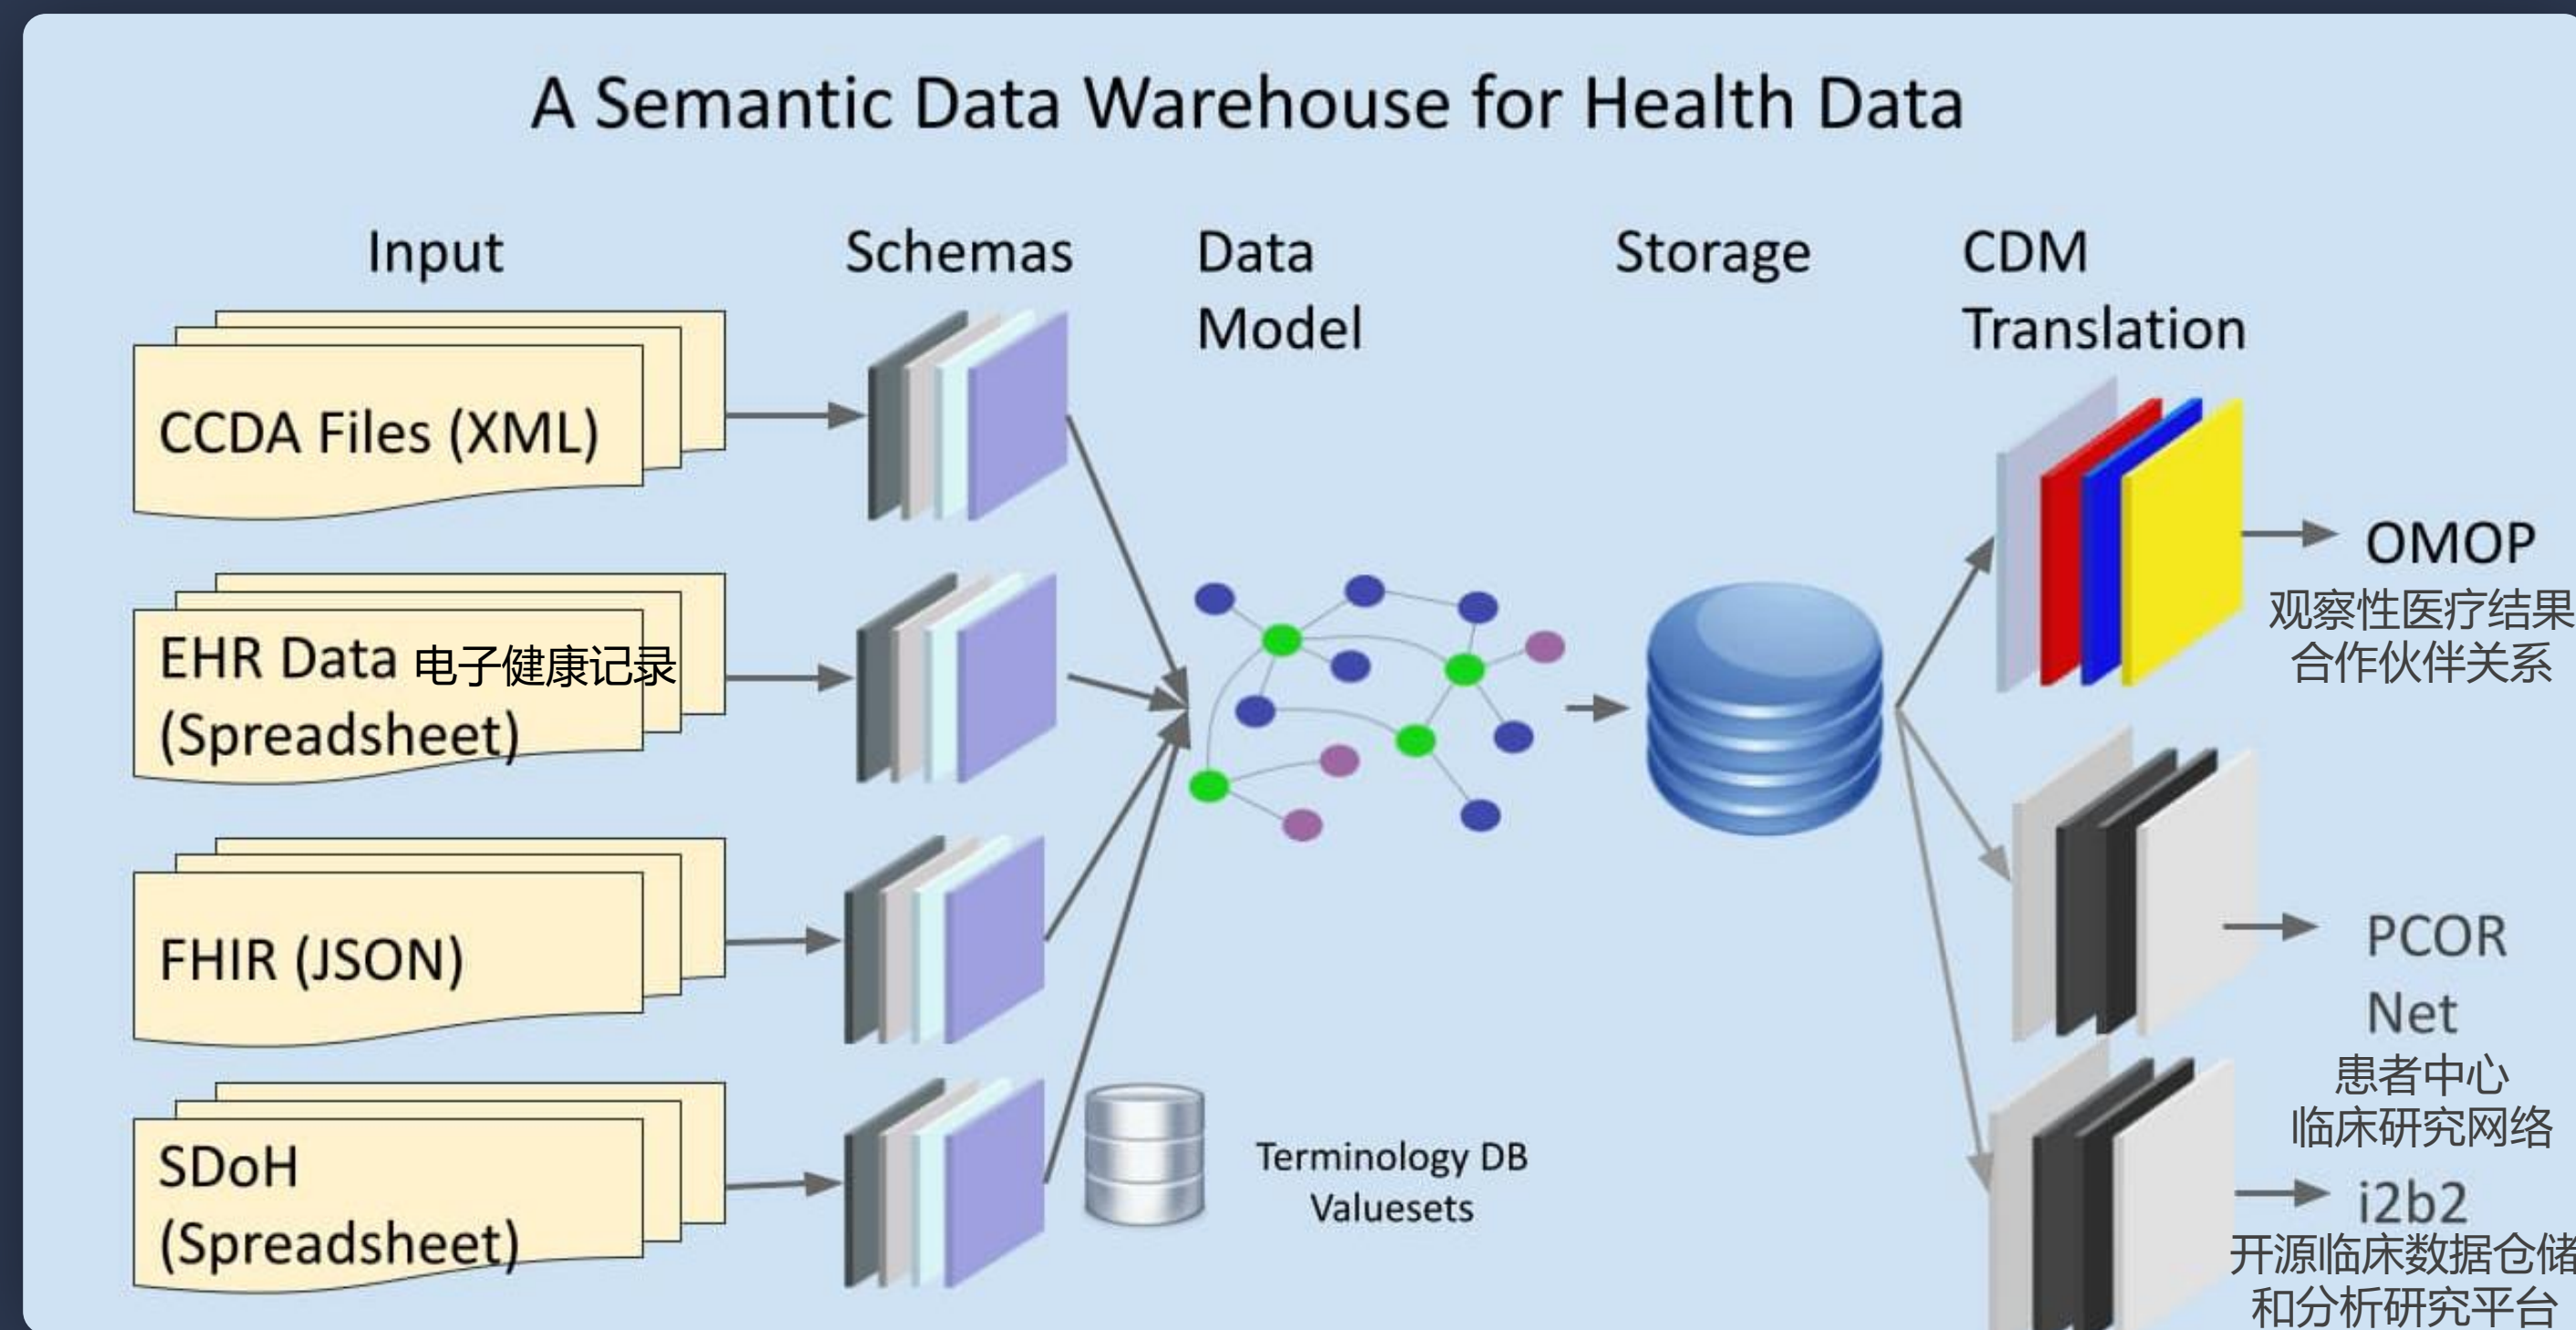 A Semantic Data Warehouse for Health Data
Input
Schemas
Data
Model
Storage
CDM
Translation
CCDA Files (XML)
EHR Data 电子健康记录
(Spreadsheet)
FHIR (JSON)
SDoH
(Spreadsheet)
Terminology DB
Valuesets
OMOP
观察性医疗结果
合作伙伴关系
PCOR
Net
患者中心
临床研究网络
i2b2
开源临床数据仓储
和分析研究平台